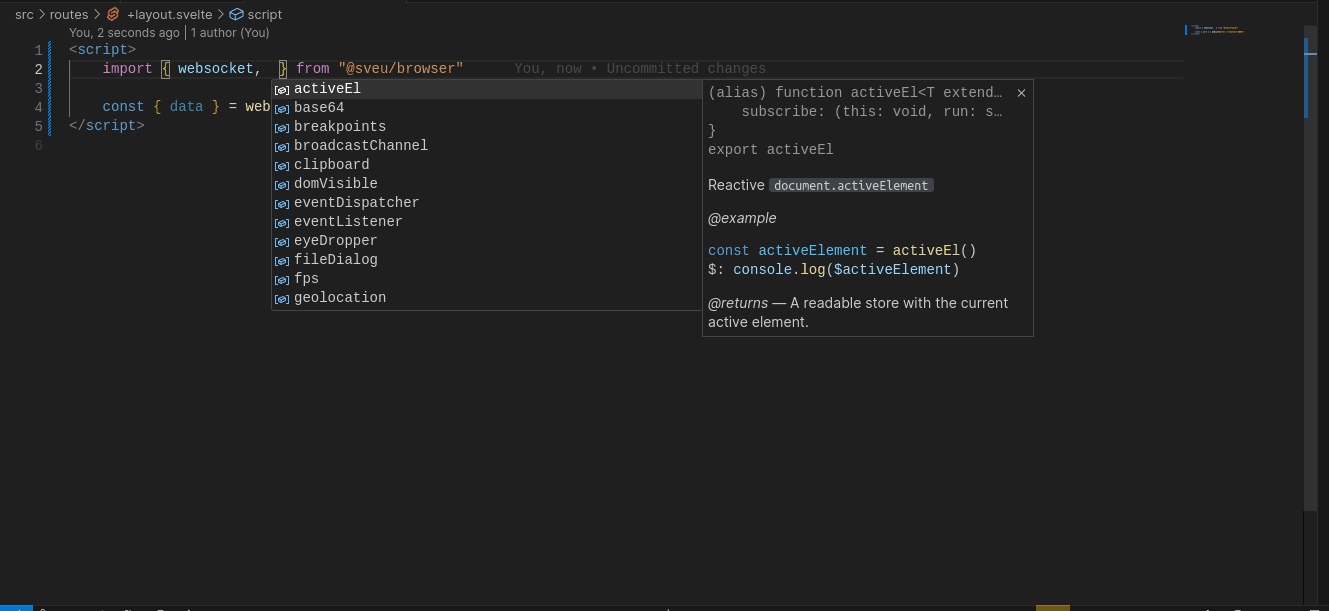 src > routes > +layout.svelte > script
You, 2 seconds ago | 1 author (You)
1 <script>
2 import { websocket,  } from "@sveu/browser" You, now • Uncommitted changes
3
4 const { data } = web
5 </script>
6
activeEl
base64
breakpoints
broadcastChannel
clipboard
domVisible
eventDispatcher
eventListener
eyeDropper
fileDialog
fps
geolocation
(alias) function activeEl<T extend…
subscribe: (this: void, run: s…
}
export activeEl
Reactive document.activeElement
@example
const activeElement = activeEl()
$: console.log($activeElement)
@returns — A readable store with the current
active element.